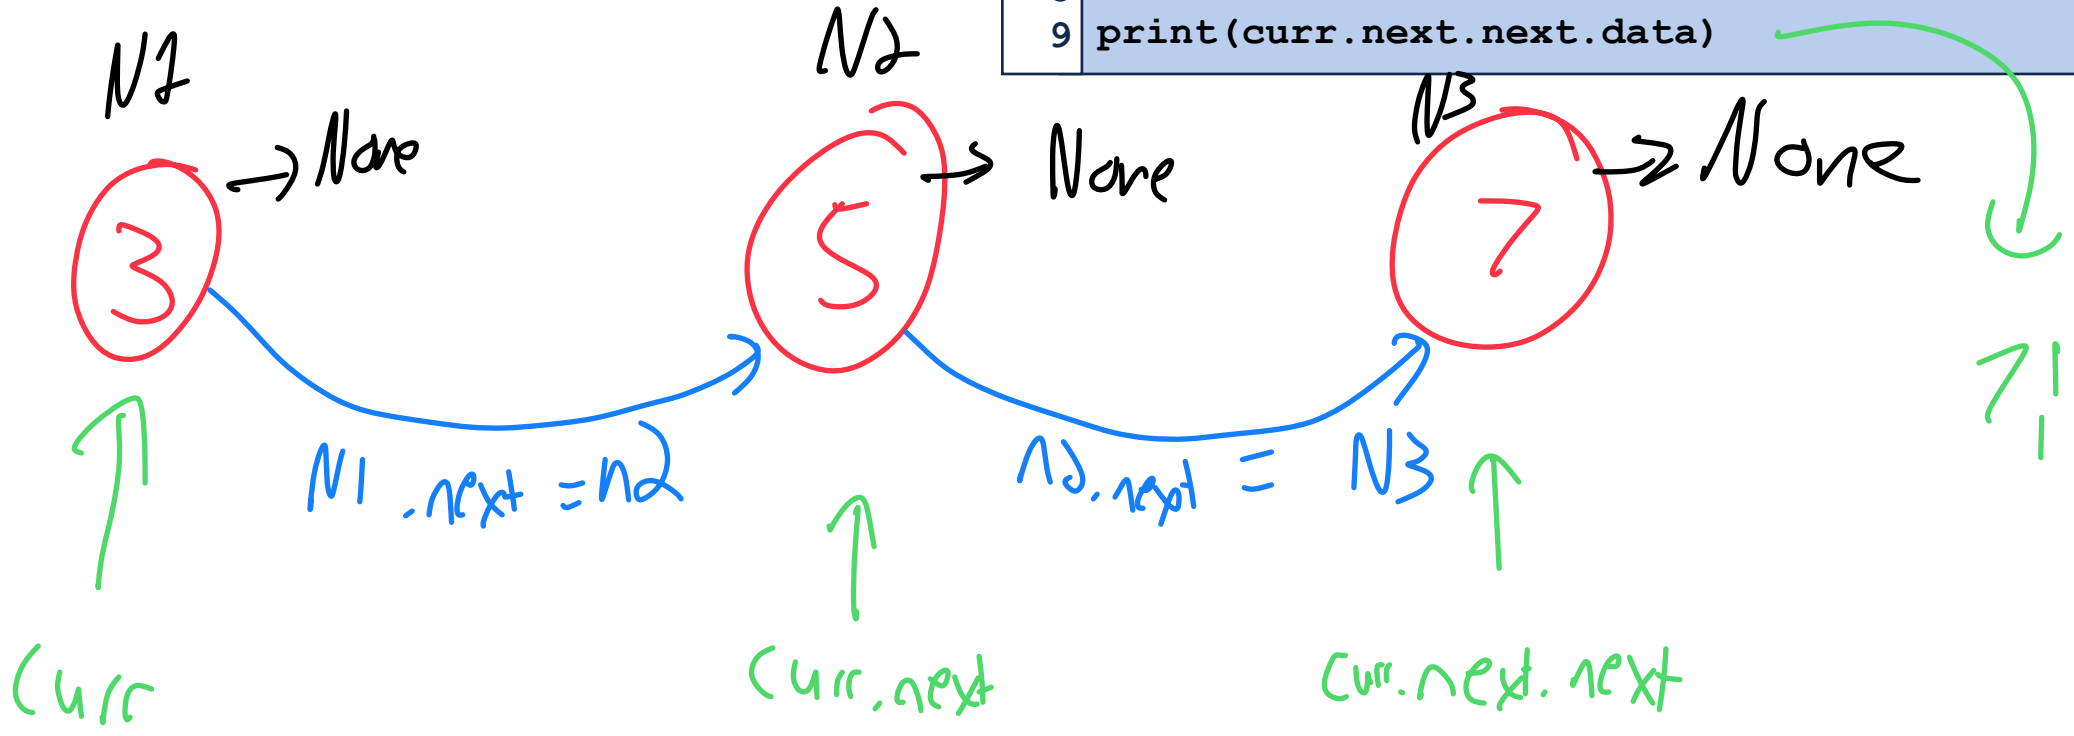 9 print(curr.next.next.data)
N1 N2 N3
→ None → None → None
3 5 7
7!
N1.next = N2 N2.next = N3
Curr Curr.next Curr.next.next